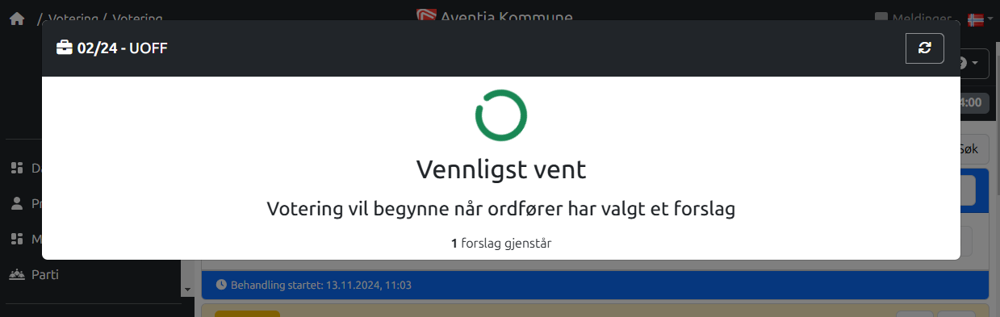 / Votering / Votering
Aventia Kommune
Meldinger
02/24 - UOFF
4:00
Vennligst vent
Søk
Votering vil begynne når ordfører har valgt et forslag
1 forslag gjenstår
Parti
Behandling startet: 13.11.2024, 11:03